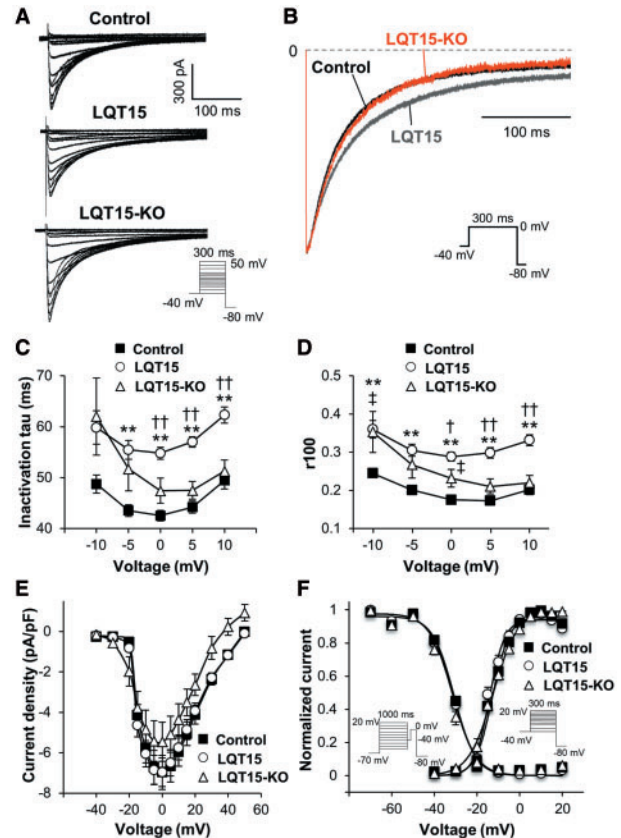 A
Control
300 pA
100 ms
LQT15
LQT15-KO
300 ms
50 mV
-40 mV
-80 mV
B
0
LQT15-KO
Control
LQT15
100 ms
300 ms
0 mV
-40 mV
-80 mV
C
Control
LQT15
LQT15-KO
Inactivation tau (ms)
70
60
50
40
** †† ** †† ** †† **
-10 -5 0 5 10
Voltage (mV)
D
Control
LQT15
LQT15-KO
r100
0.5
0.4
0.3
0.2
0.1
** ‡ ** † ** ‡ †† ** †† **
-10 -5 0 5 10
Voltage (mV)
E
Current density (pA/pF)
0
-2
-4
-6
-8
Control
LQT15
LQT15-KO
-60 -40 -20 0 20 40 60
Voltage (mV)
F
Normalized current
1
0.8
0.6
0.4
0.2
0
Control
LQT15
LQT15-KO
1000 ms
20 mV
0 mV
-40 mV
-70 mV
-80 mV
300 ms
20 mV
-40 mV
-80 mV
-60 -40 -20 0 20
Voltage (mV)